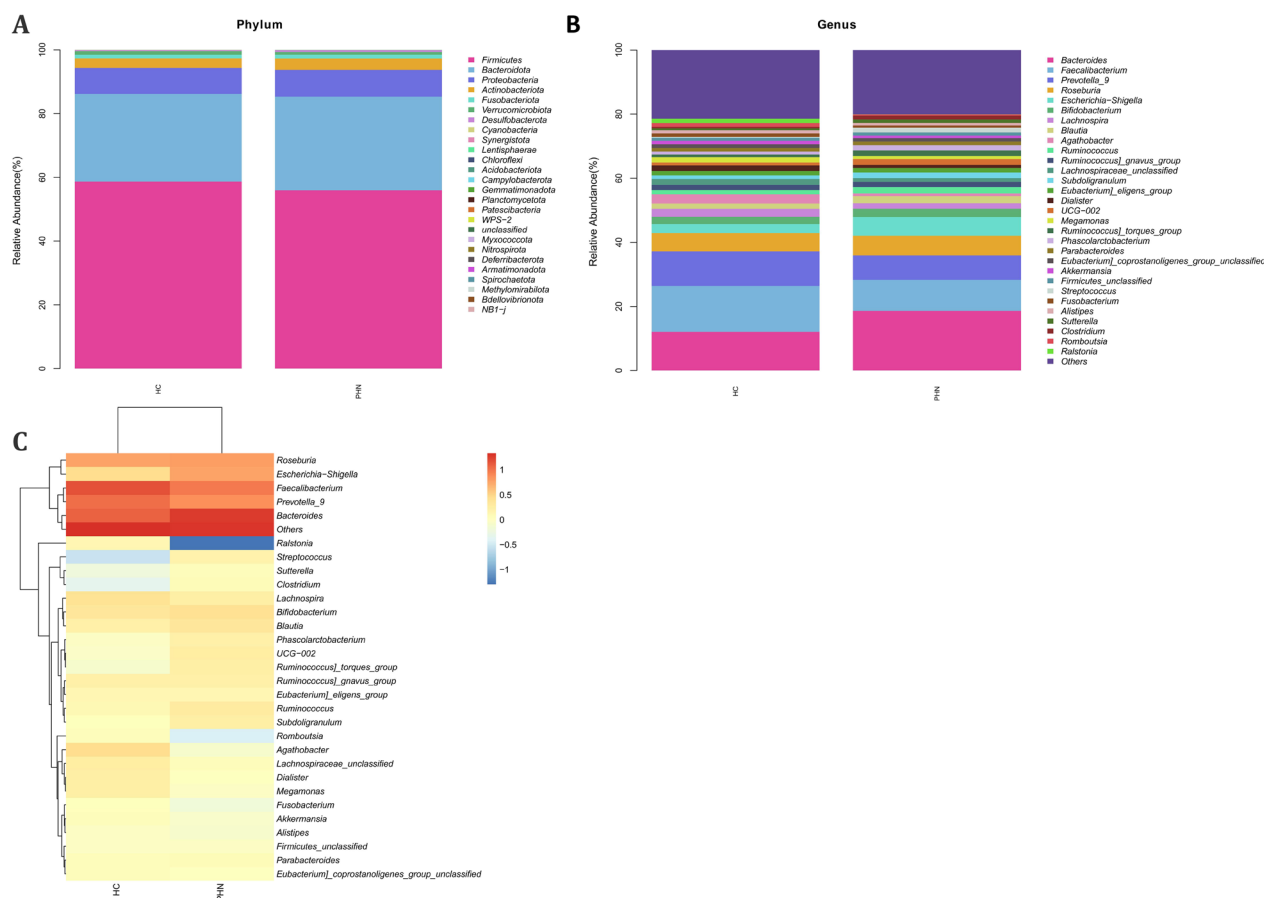 A
Phylum
Relative Abundance(%)
0
20
40
60
80
100
HC
PHN
Firmicutes
Bacteroidota
Proteobacteria
Actinobacteriota
Fusobacteriota
Verrucomicrobiota
Desulfobacterota
Cyanobacteria
Synergistota
Lentisphaerae
Chloroflexi
Acidobacteriota
Campylobacterota
Gemmatimonadota
Planctomycetota
Patescibacteria
WPS-2
unclassified
Myxococcota
Nitrospirota
Deferribacterota
Armatimonadota
Spirochaetota
Methylomirabilota
Bdellovibrionota
NB1-j
B
Genus
Relative Abundance(%)
0
20
40
60
80
100
HC
PHN
Bacteroides
Faecalibacterium
Prevotella_9
Roseburia
Escherichia-Shigella
Bifidobacterium
Lachnospira
Blautia
Agathobacter
Ruminococcus
Ruminococcus]_gnavus_group
Lachnospiraceae_unclassified
Subdoligranulum
Eubacterium]_eligens_group
Dialister
UCG-002
Megamonas
Ruminococcus]_torques_group
Phascolarctobacterium
Parabacteroides
Eubacterium]_coprostanoligenes_group_unclassified
Akkermansia
Firmicutes_unclassified
Streptococcus
Fusobacterium
Alistipes
Sutterella
Clostridium
Romboutsia
Ralstonia
Others
C
Roseburia
Escherichia-Shigella
Faecalibacterium
Prevotella_9
Bacteroides
Others
Ralstonia
Streptococcus
Sutterella
Clostridium
Lachnospira
Bifidobacterium
Blautia
Phascolarctobacterium
UCG-002
Ruminococcus]_torques_group
Ruminococcus]_gnavus_group
Eubacterium]_eligens_group
Ruminococcus
Subdoligranulum
Romboutsia
Agathobacter
Lachnospiraceae_unclassified
Dialister
Megamonas
Fusobacterium
Akkermansia
Alistipes
Firmicutes_unclassified
Parabacteroides
Eubacterium]_coprostanoligenes_group_unclassified
HC
PHN
1
0.5
0
-0.5
-1